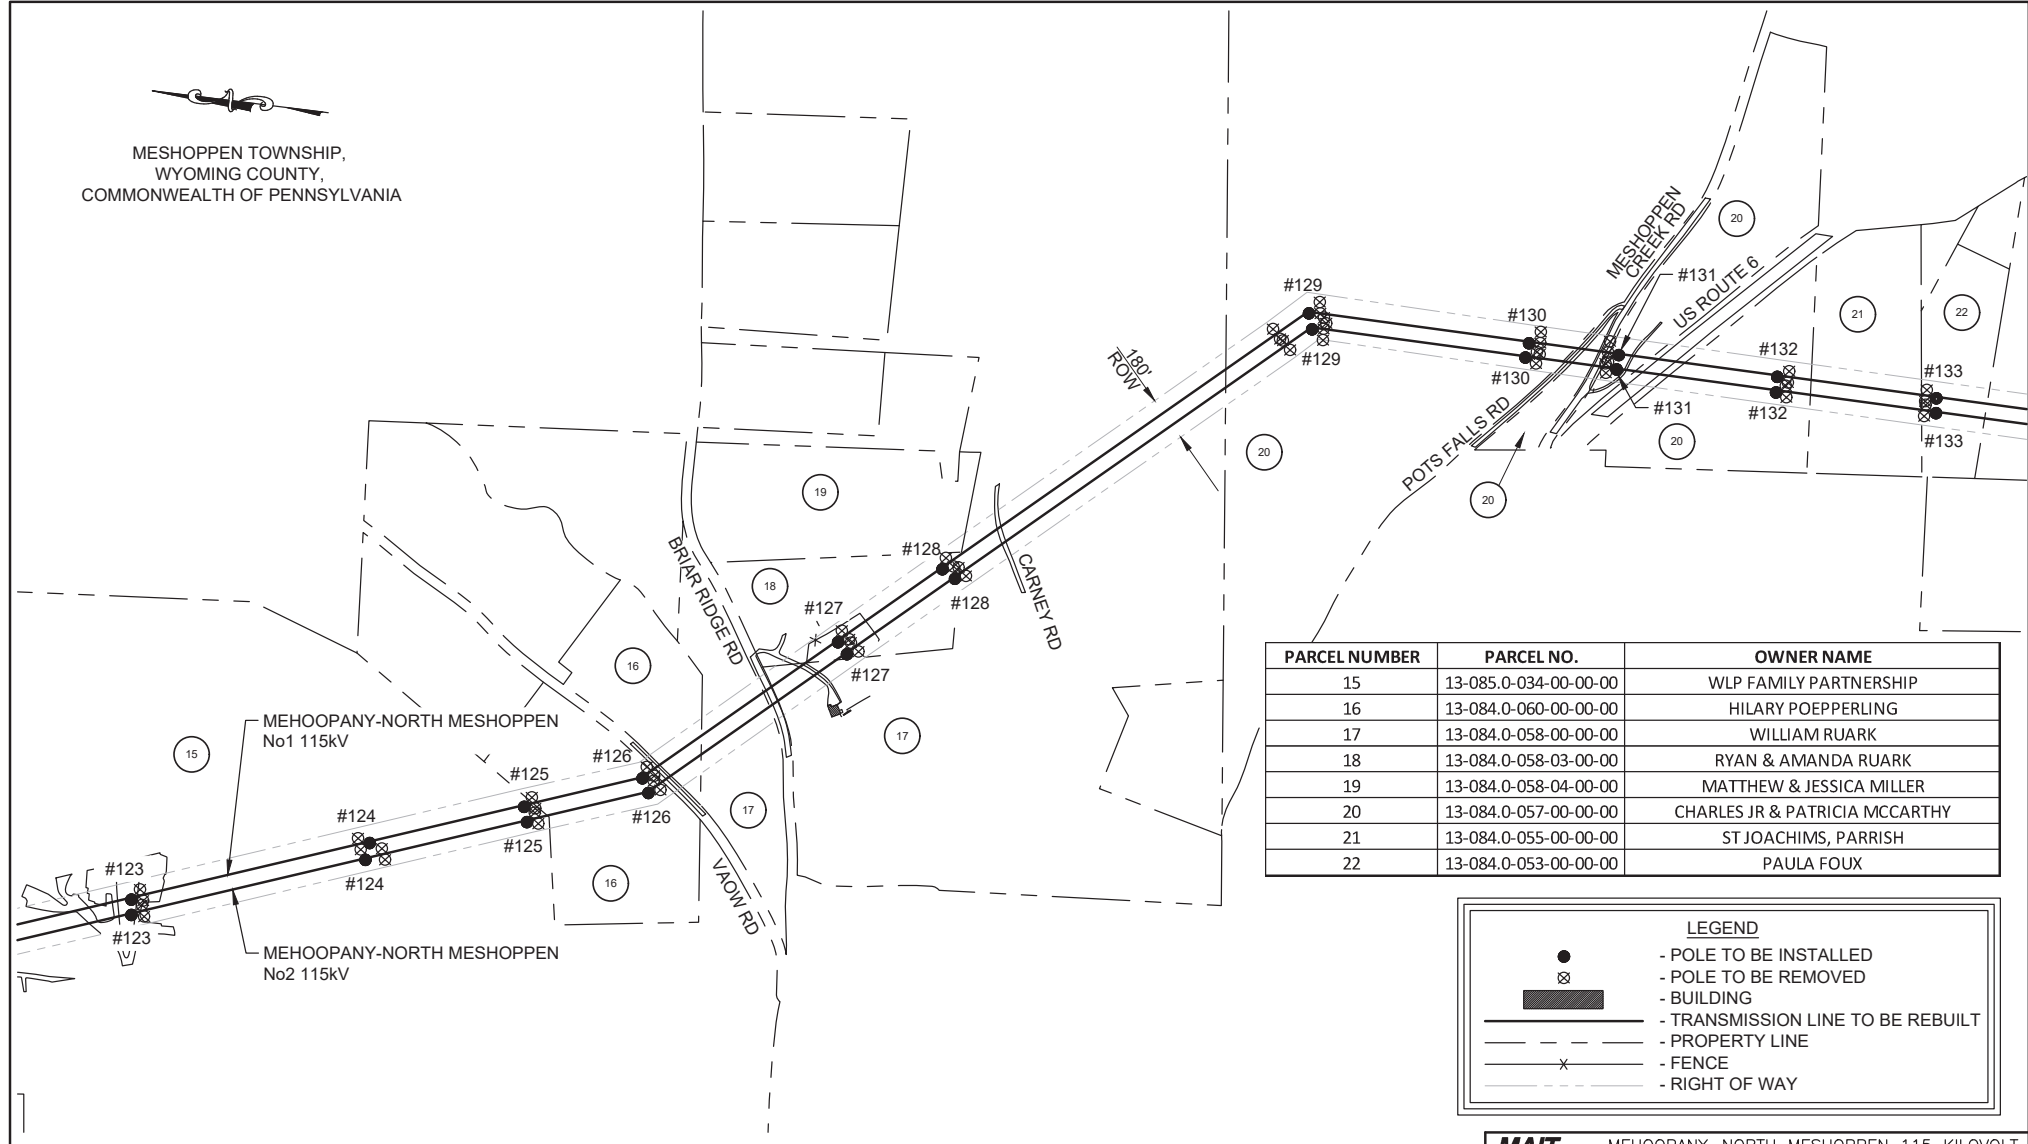 MESHOPPEN TOWNSHIP,
WYOMING COUNTY,
COMMONWEALTH OF PENNSYLVANIA
MESHOPPEN
CREEK RD
20
#131
US ROUTE 6
#129
#130
21
22
180'
ROW
#129
#130
#132
#133
#131
#132
#133
20
20
POTS FALLS RD
20
19
#128
BRIAR RIDGE RD
18
#127
#128
CARNEY RD
16
#127
17
MEHOOPANY-NORTH MESHOPPEN
No1 115kV
15
#126
#125
#124
#126
17
#125
#124
16
VAOW RD
#123
#123
MEHOOPANY-NORTH MESHOPPEN
No2 115kV
PARCEL NUMBER PARCEL NO. OWNER NAME
15 13-085.0-034-00-00-00 WLP FAMILY PARTNERSHIP
16 13-084.0-060-00-00-00 HILARY POEPPERLING
17 13-084.0-058-00-00-00 WILLIAM RUARK
18 13-084.0-058-03-00-00 RYAN & AMANDA RUARK
19 13-084.0-058-04-00-00 MATTHEW & JESSICA MILLER
20 13-084.0-057-00-00-00 CHARLES JR & PATRICIA MCCARTHY
21 13-084.0-055-00-00-00 ST JOACHIMS, PARRISH
22 13-084.0-053-00-00-00 PAULA FOUX
LEGEND
- POLE TO BE INSTALLED
- POLE TO BE REMOVED
- BUILDING
- TRANSMISSION LINE TO BE REBUILT
- PROPERTY LINE
- FENCE
- RIGHT OF WAY
MAIT MEHOOPANY-NORTH MESHOPPEN 115 KILOVOLT